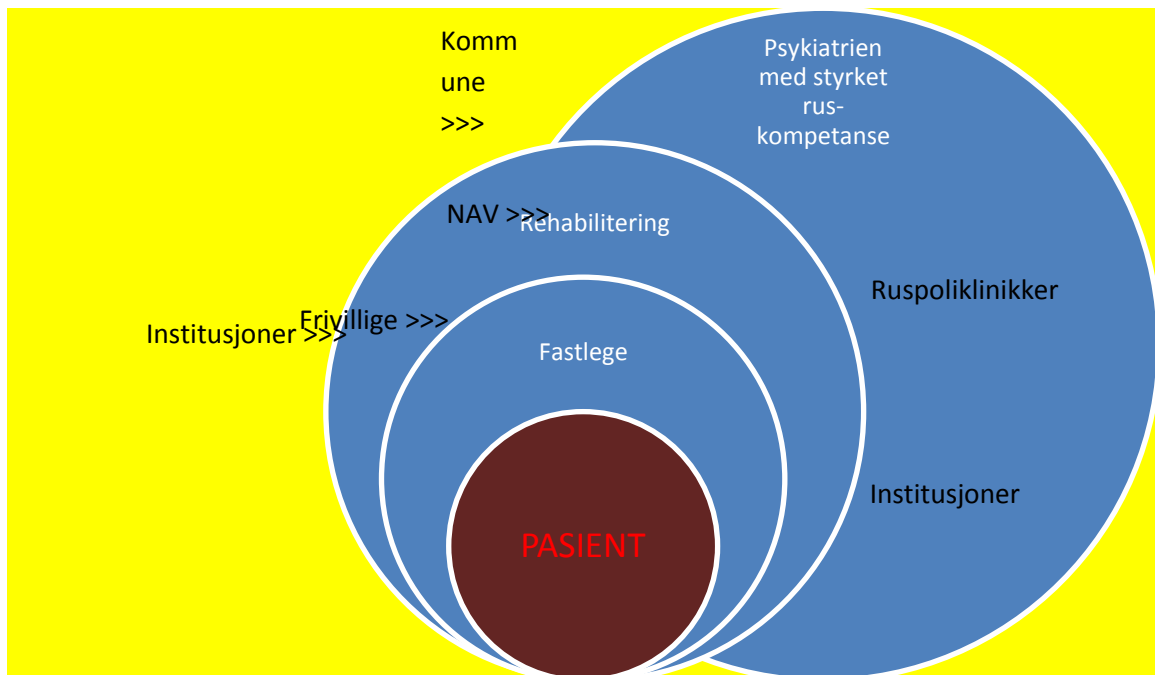 Komm
une
>>>
Psykiatrien
med styrket
rus-
kompetanse
NAV >>>
Rehabilitering
Ruspoliklinikker
Frivillige >>>
Institusjoner >>>
Fastlege
Institusjoner
PASIENT